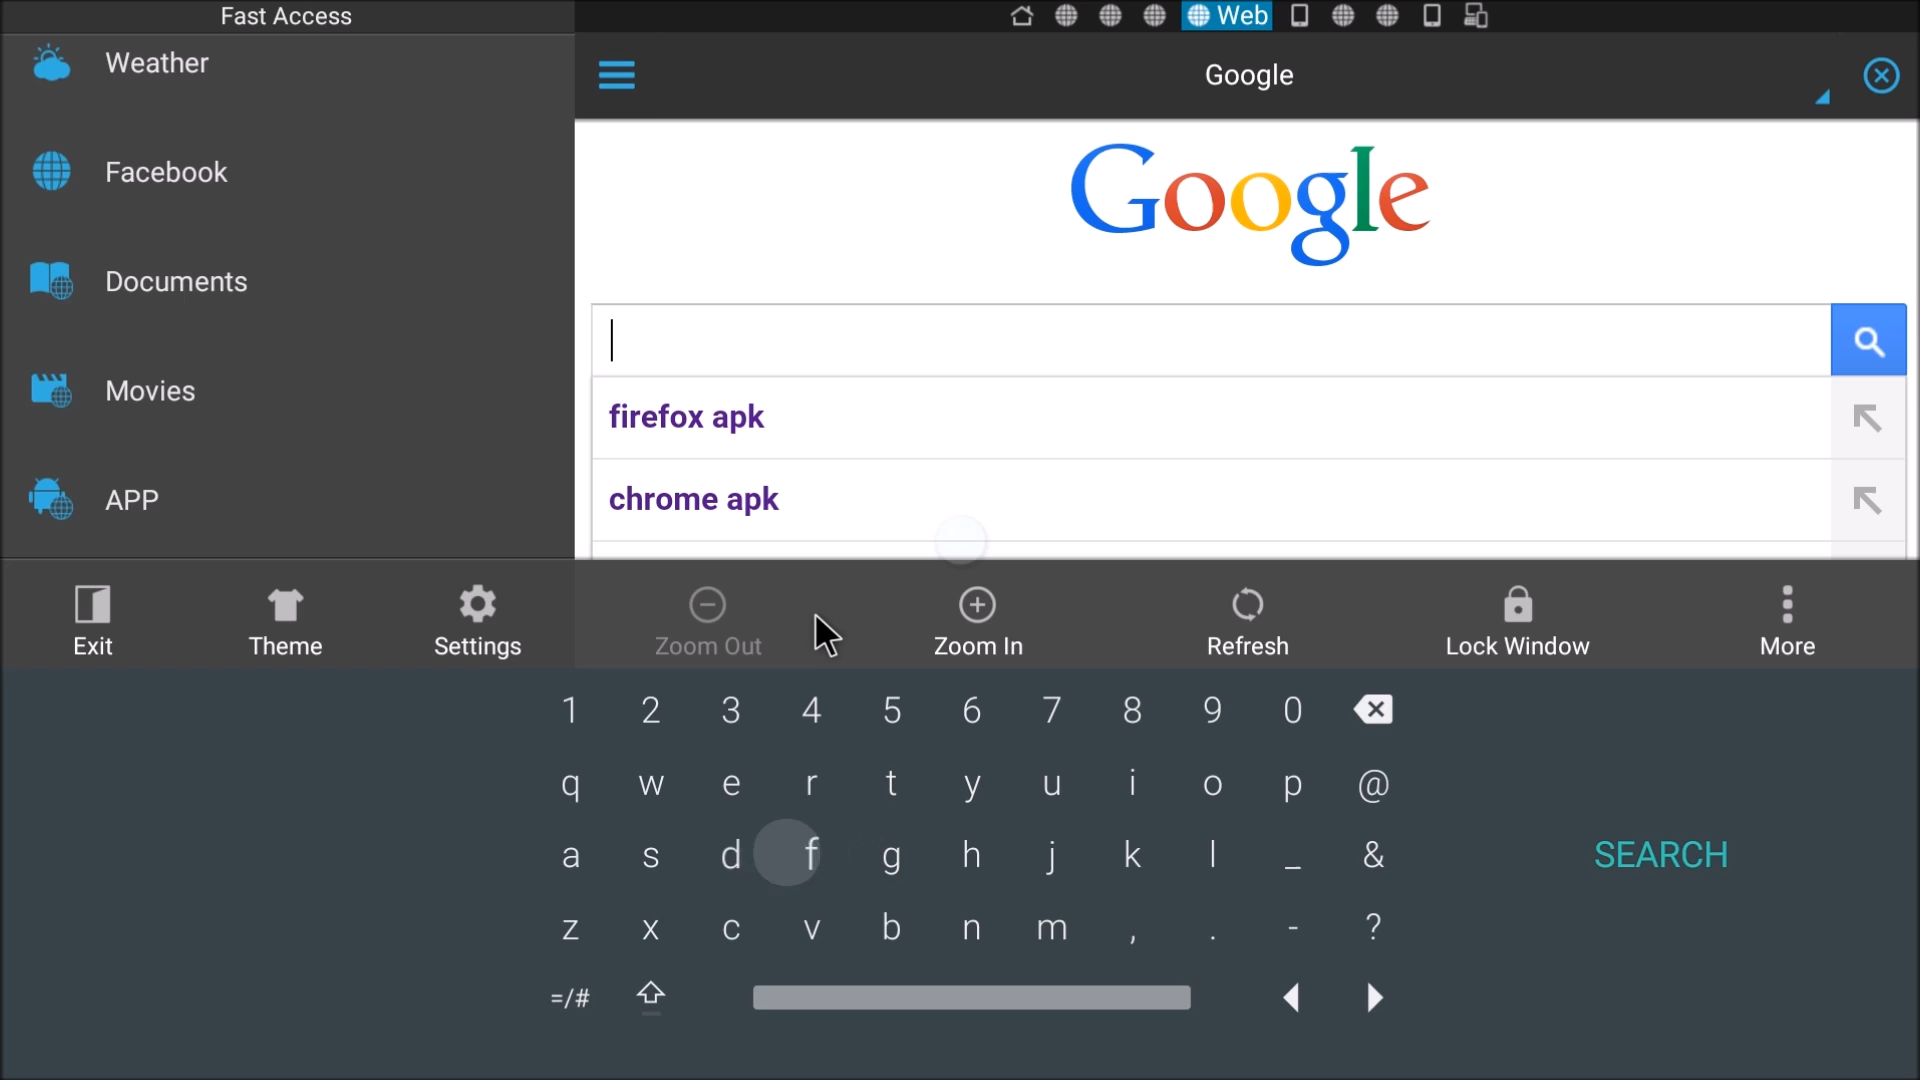 Fast Access
Web
Weather
Facebook
Documents
Movies
APP
Google
Google
firefox apk
chrome apk
Exit
Theme
Settings
Zoom Out
Zoom In
Refresh
Lock Window
More
1 2 3 4 5 6 7 8 9 0
q w e r t y u i o p @
a s d f g h j k l _ &
SEARCH
z x c v b n m , . - ?
=/#